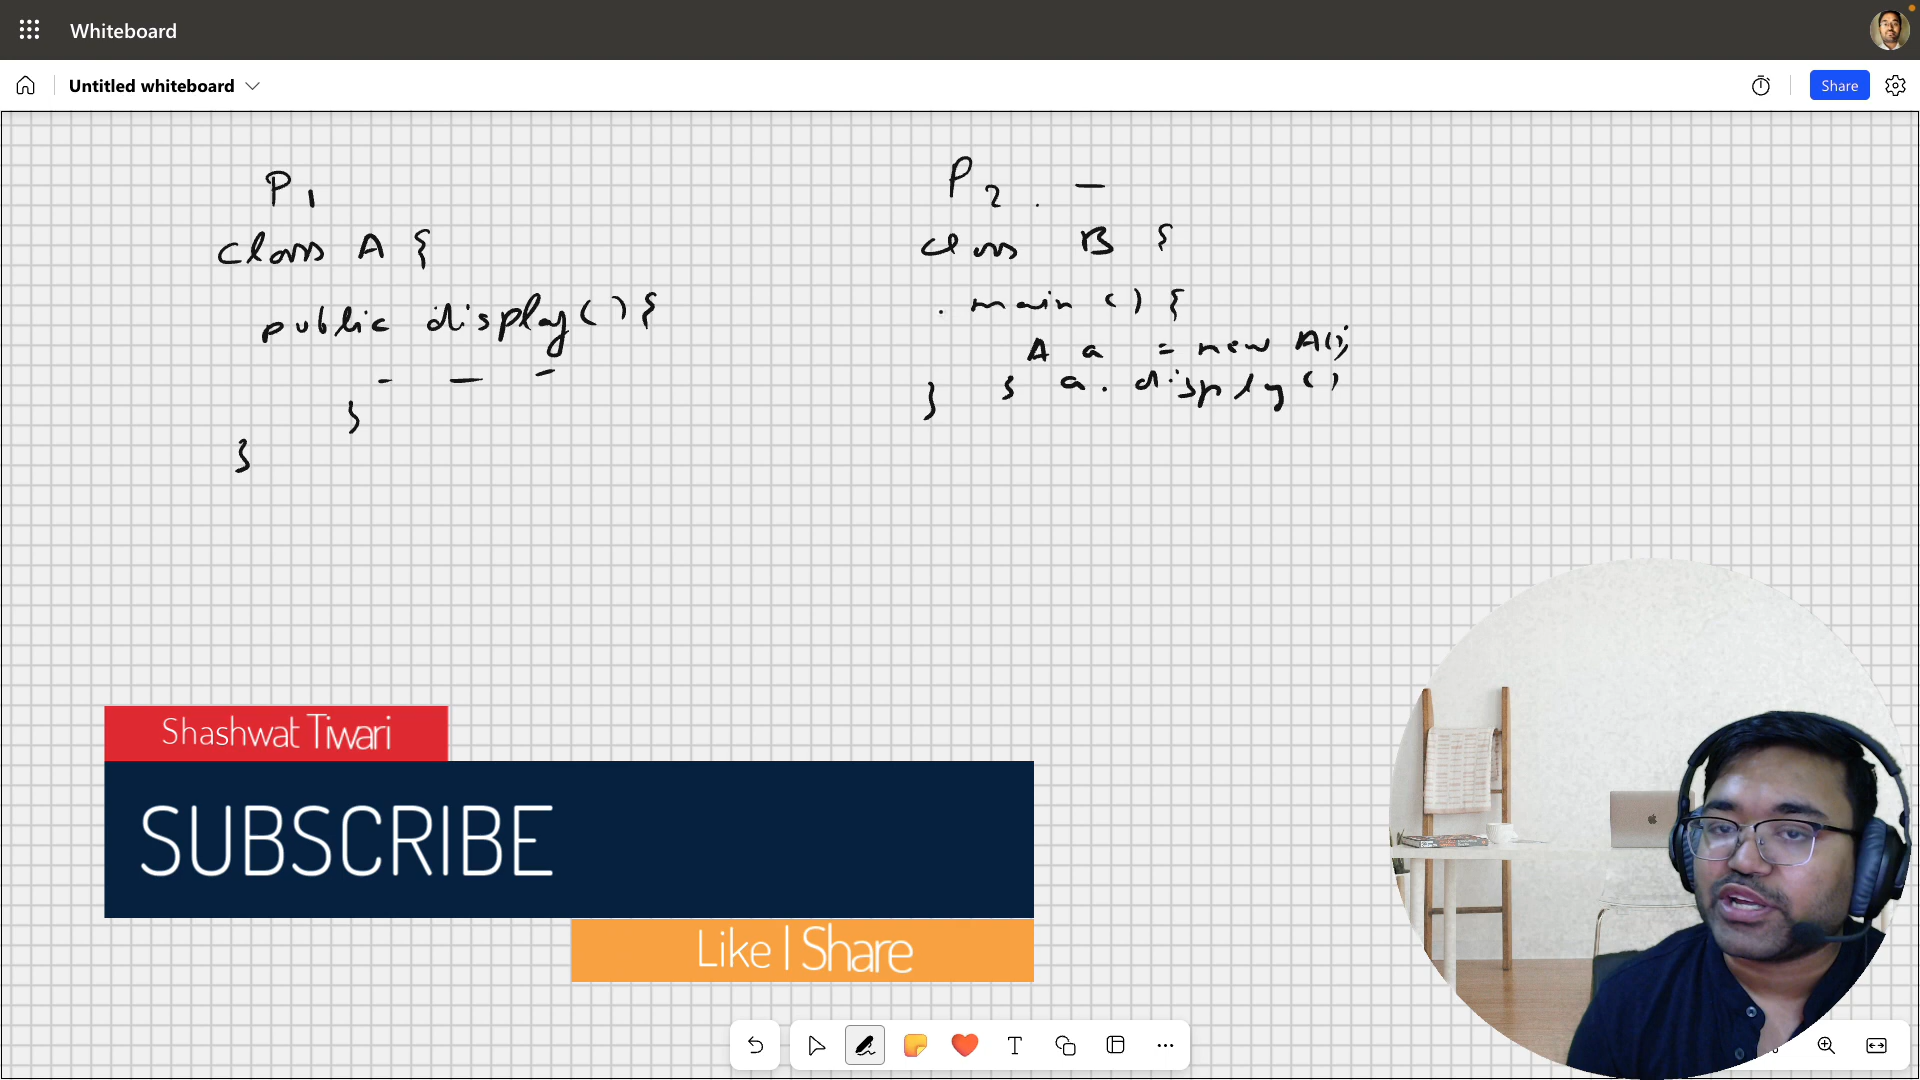 Whiteboard
Untitled whiteboard
Share
P1
class A {
public display() {
- - -
}
}
P2 . -
class B {
. main () {
A a = new A();
} } a. display ()
Shashwat Tiwari
SUBSCRIBE
Like | Share
T